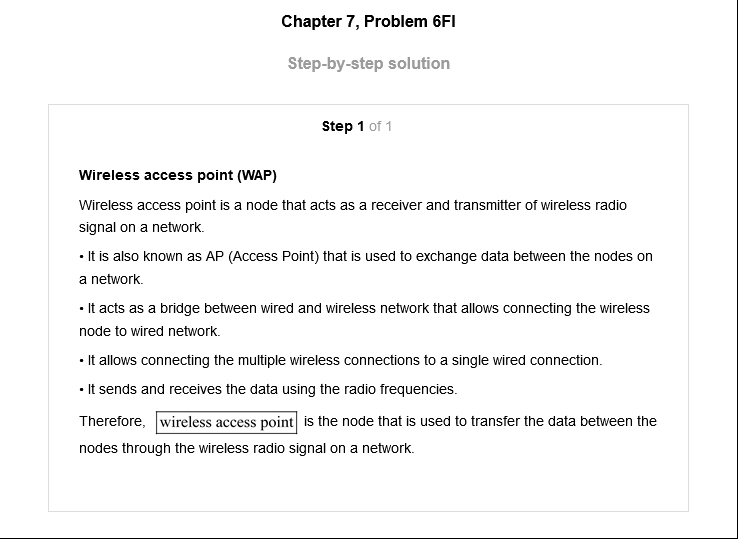 Chapter 7, Problem 6FI
Step-by-step solution
Step 1 of 1
Wireless access point (WAP)
Wireless access point is a node that acts as a receiver and transmitter of wireless radio
signal on a network.
• It is also known as AP (Access Point) that is used to exchange data between the nodes on
a network.
• It acts as a bridge between wired and wireless network that allows connecting the wireless
node to wired network.
• It allows connecting the multiple wireless connections to a single wired connection.
• It sends and receives the data using the radio frequencies.
Therefore, wireless access point is the node that is used to transfer the data between the
nodes through the wireless radio signal on a network.